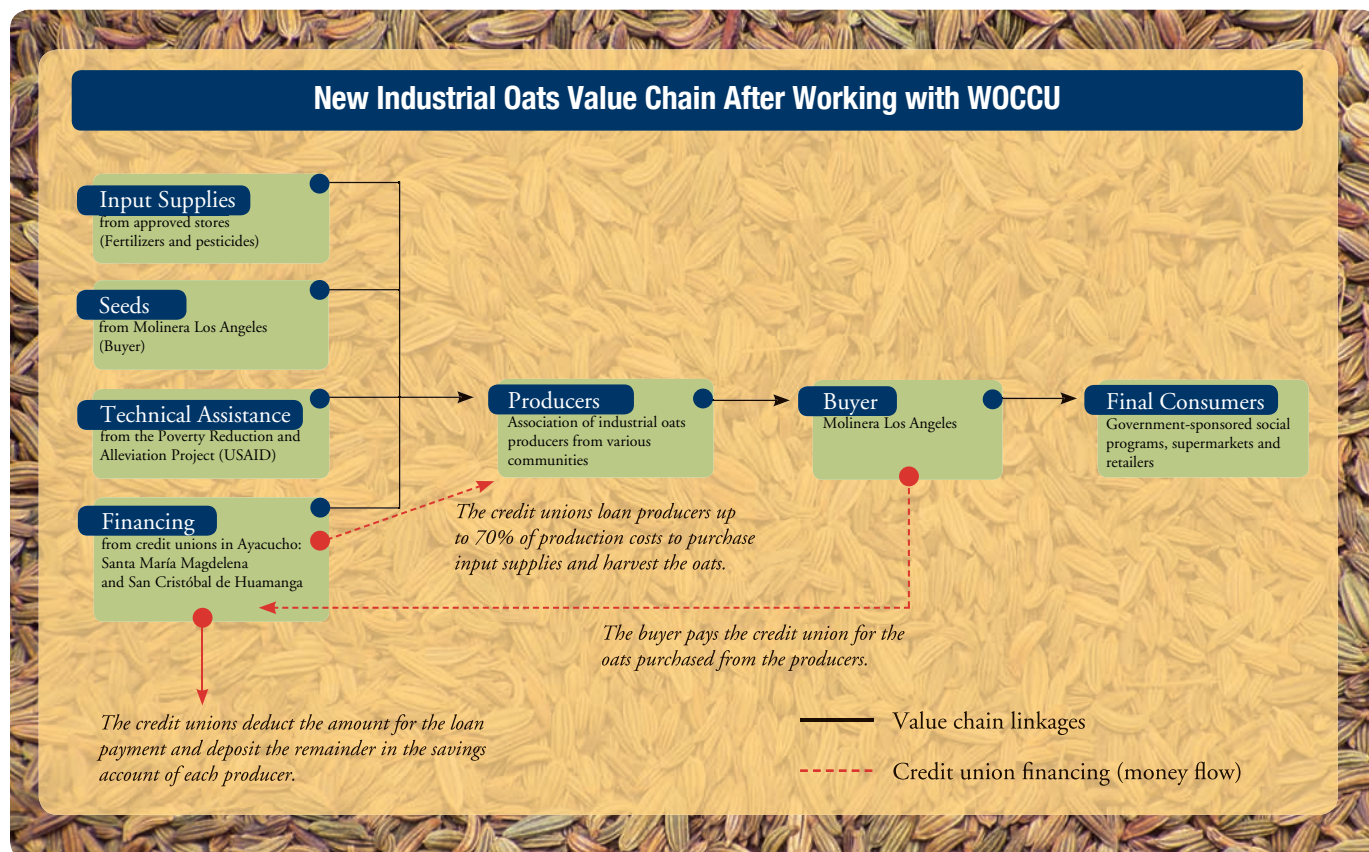 New Industrial Oats Value Chain After Working with WOCCU
Input Supplies
from approved stores
(Fertilizers and pesticides)
Seeds
from Molinera Los Angeles
(Buyer)
Technical Assistance
from the Poverty Reduction and
Alleviation Project (USAID)
Financing
from credit unions in Ayacucho:
Santa María Magdelena
and San Cristóbal de Huamanga
Producers
Association of industrial oats
producers from various
communities
Buyer
Molinera Los Angeles
Final Consumers
Government-sponsored social
programs, supermarkets and
retailers
The credit unions loan producers up
to 70% of production costs to purchase
input supplies and harvest the oats.
The buyer pays the credit union for the
oats purchased from the producers.
The credit unions deduct the amount for the loan
payment and deposit the remainder in the savings
account of each producer.
Value chain linkages
Credit union financing (money flow)